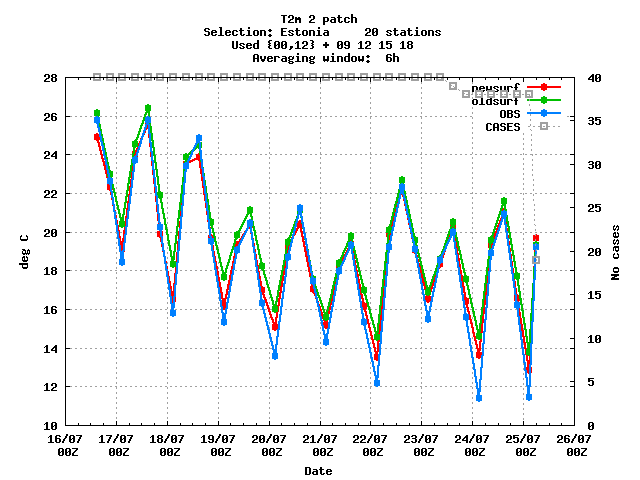 T2m 2 patch
Selection: Estonia 20 stations
Used {00,12} + 09 12 15 18
Averaging window: 6h
28 40
newsurf
oldsurf
26 35
OBS
CASES
24 30
22 25
deg C
20 20
No cases
18 15
16
14 10
12 5
10 0
16/07 17/07 18/07 19/07 20/07 21/07 22/07 23/07 24/07 25/07 26/07
00Z 00Z 00Z 00Z 00Z 00Z 00Z 00Z 00Z 00Z 00Z
Date